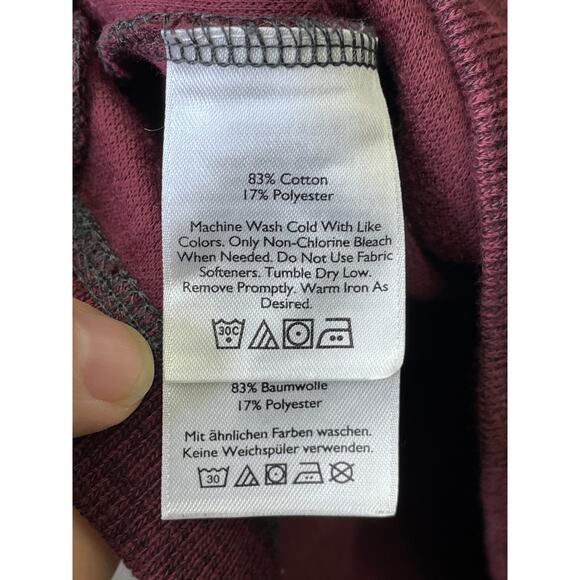 83% Cotton
17% Polyester
Machine Wash Cold With Like
Colors. Only Non-Chlorine Bleach
When Needed. Do Not Use Fabric
Softeners. Tumble Dry Low.
Remove Promptly. Warm Iron As
Desired.
30C
83% Baumwolle
17% Polyester
Mit ähnlichen Farben waschen.
Keine Weichspüler verwenden.
30